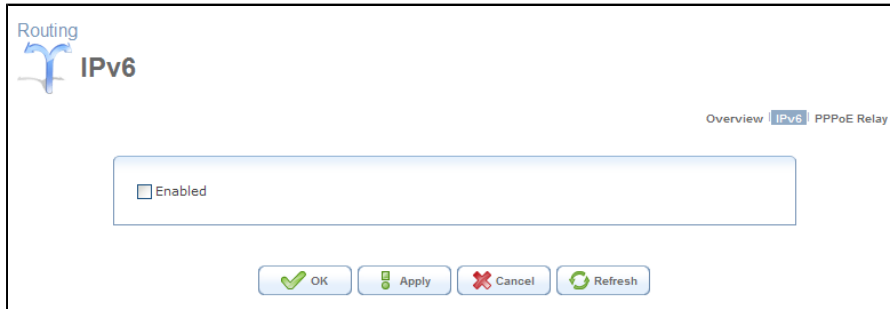 Routing
IPv6
Overview | IPv6 | PPPoE Relay
Enabled
OK Apply Cancel Refresh